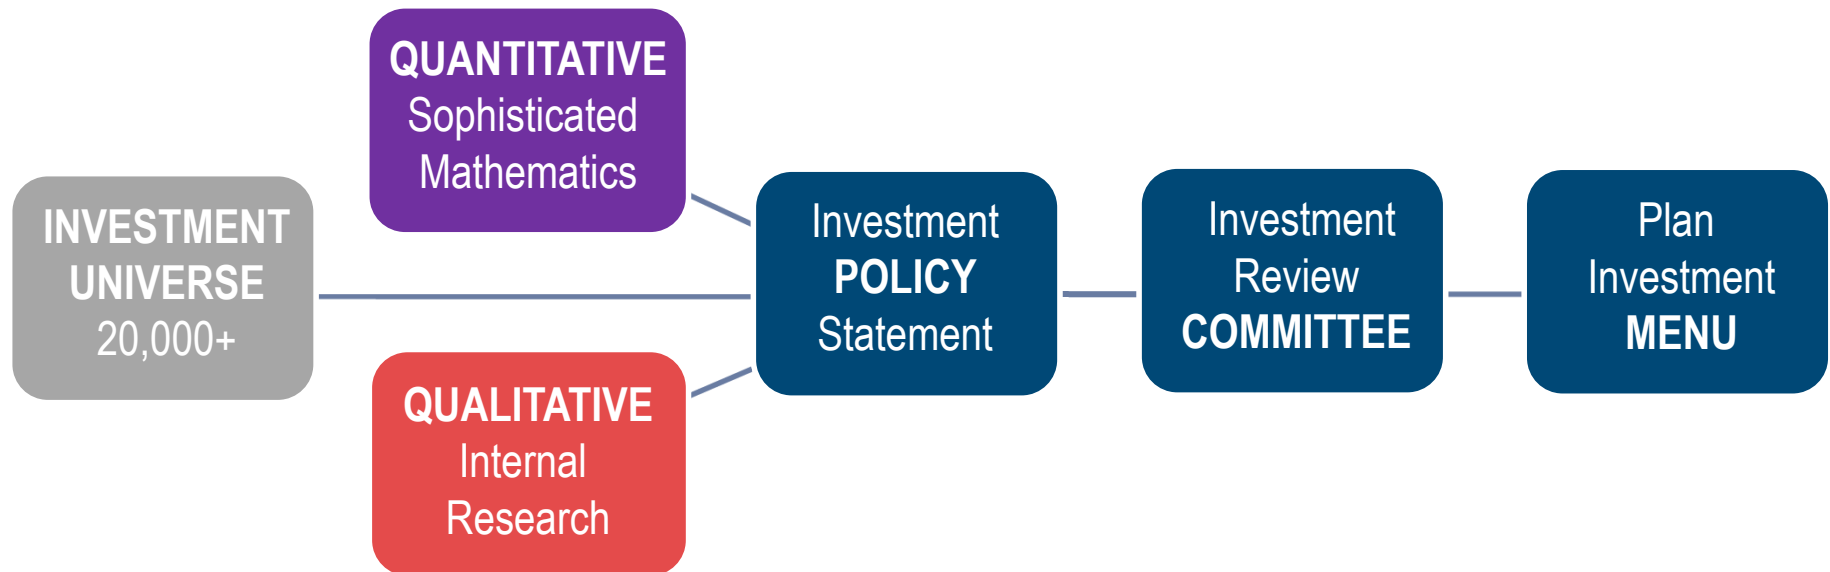 INVESTMENT
UNIVERSE
20,000+
QUANTITATIVE
Sophisticated
Mathematics
QUALITATIVE
Internal
Research
Investment
POLICY
Statement
Investment
Review
COMMITTEE
Plan
Investment
MENU